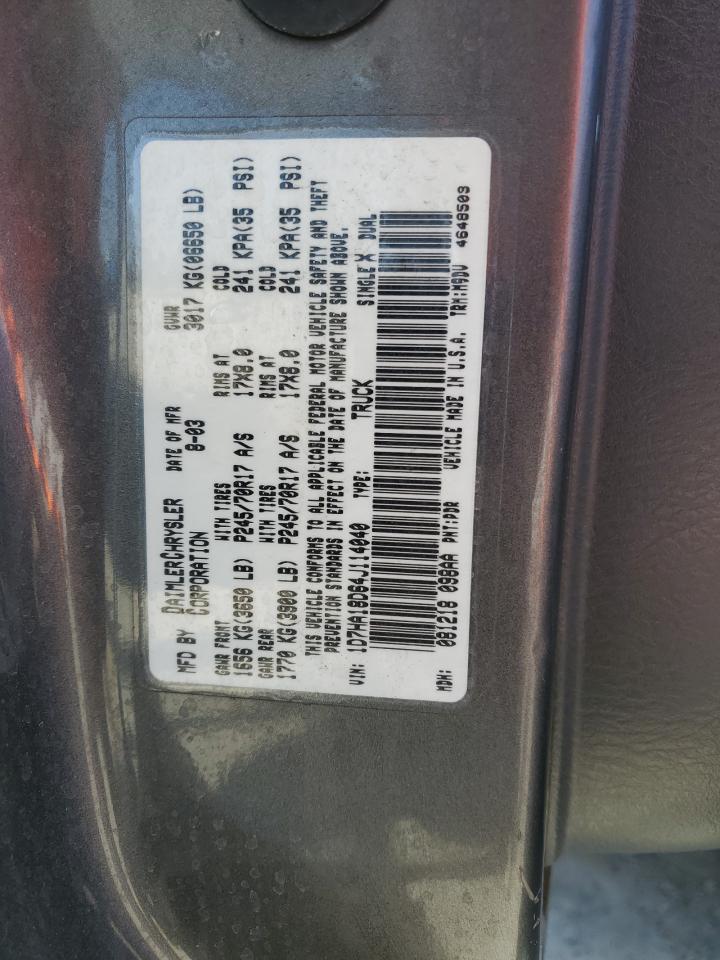 MFD BY DAIMLERCHRYSLER DATE OF MFR GVWR
CORPORATION 8-03 3017 KG(06650 LB)
GAWR FRONT WITH TIRES RIMS AT COLD
1656 KG(3650 LB) P245/70R17 A/S 17X8.0 241 KPA(35 PSI)
GAWR REAR WITH TIRES RIMS AT COLD
1770 KG(3900 LB) P245/70R17 A/S 17X8.0 241 KPA(35 PSI)
THIS VEHICLE CONFORMS TO ALL APPLICABLE FEDERAL MOTOR VEHICLE SAFETY AND THEFT
PREVENTION STANDARDS IN EFFECT ON THE DATE OF MANUFACTURE SHOWN ABOVE.
VIN: 1D7HA18D64J114040 TYPE: TRUCK SINGLE X DUAL
MDH: 081218 098AA PNT:PDR VEHICLE MADE IN U.S.A. TRM:M9DV 4648503